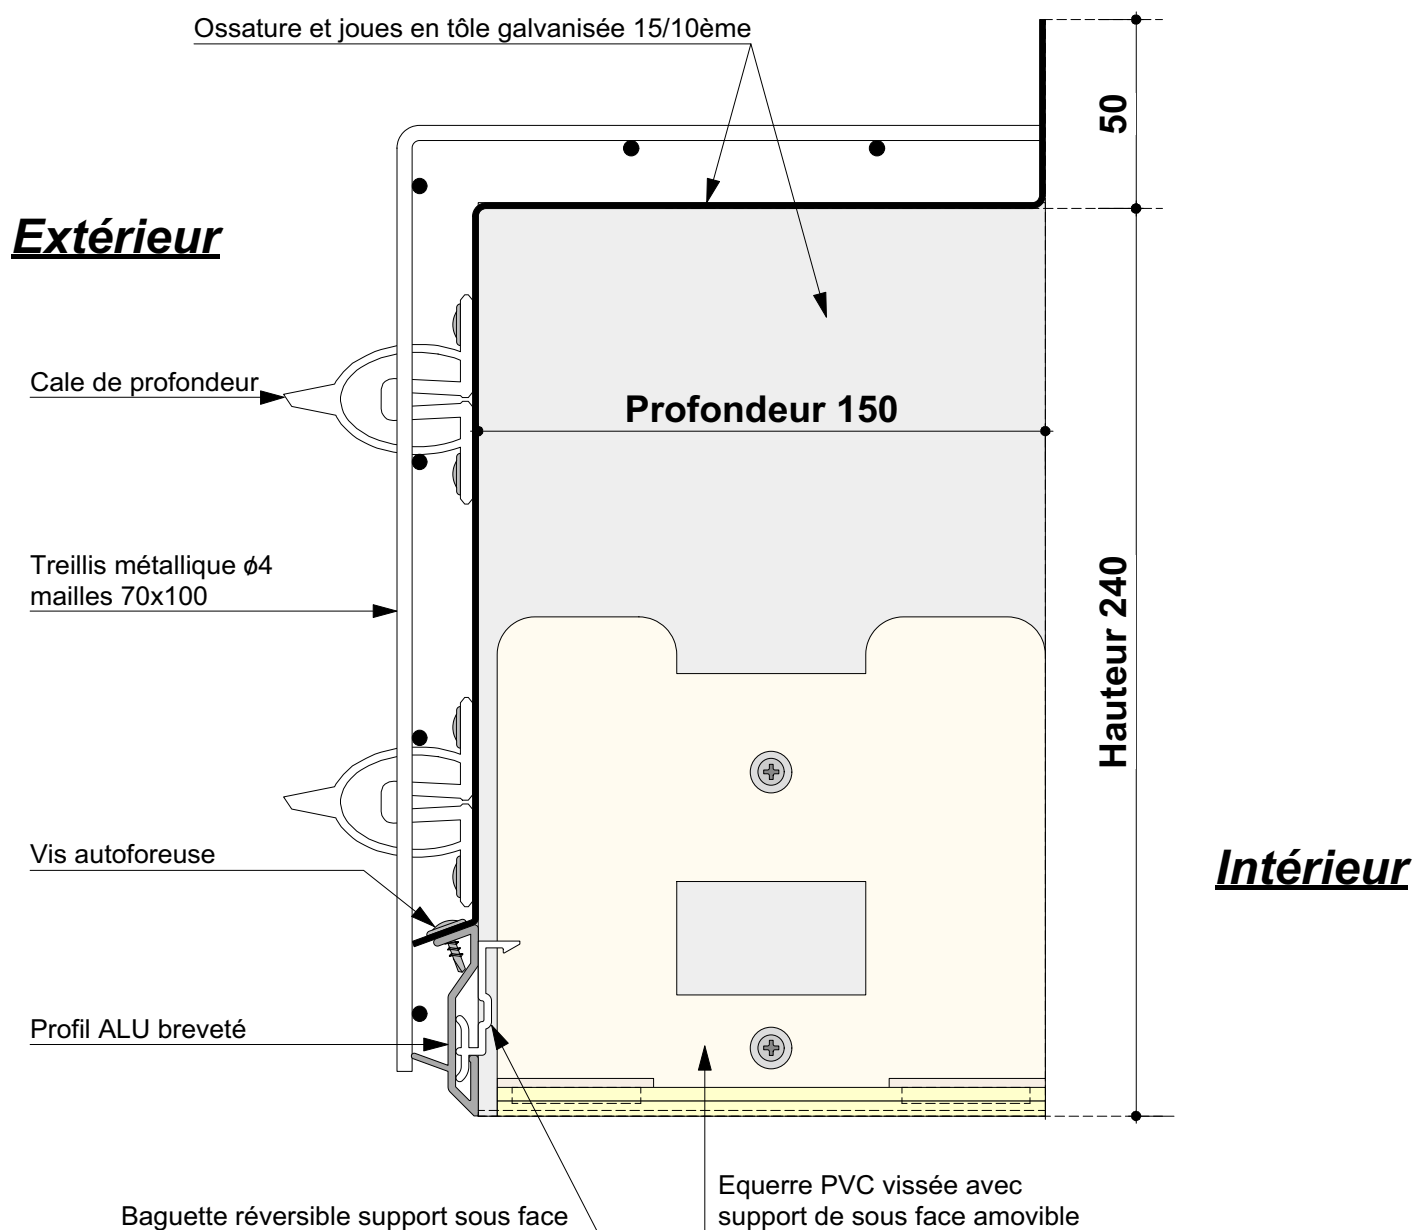 Ossature et joues en tôle galvanisée 15/10ème
50
Extérieur
Cale de profondeur
Profondeur 150
Treillis métallique ø4
mailles 70x100
Hauteur 240
Vis autoforeuse
Intérieur
Profil ALU breveté
Equerre PVC vissée avec
support de sous face amovible
Baguette réversible support sous face